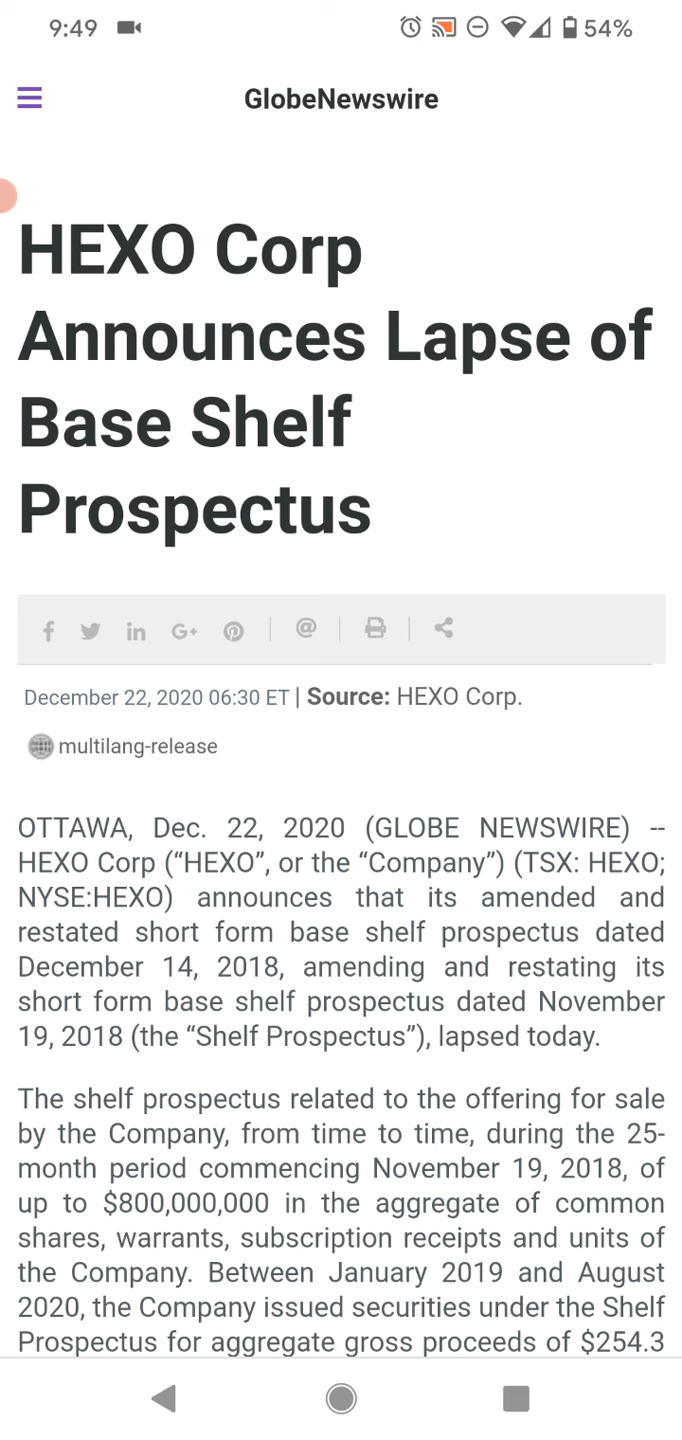 9:49
54%
GlobeNewswire
HEXO Corp
Announces Lapse of
Base Shelf
Prospectus
December 22, 2020 06:30 ET | Source: HEXO Corp.
multilang-release
OTTAWA, Dec. 22, 2020 (GLOBE NEWSWIRE) --
HEXO Corp (“HEXO”, or the “Company”) (TSX: HEXO;
NYSE:HEXO) announces that its amended and
restated short form base shelf prospectus dated
December 14, 2018, amending and restating its
short form base shelf prospectus dated November
19, 2018 (the “Shelf Prospectus”), lapsed today.
The shelf prospectus related to the offering for sale
by the Company, from time to time, during the 25-
month period commencing November 19, 2018, of
up to $800,000,000 in the aggregate of common
shares, warrants, subscription receipts and units of
the Company. Between January 2019 and August
2020, the Company issued securities under the Shelf
Prospectus for aggregate gross proceeds of $254.3